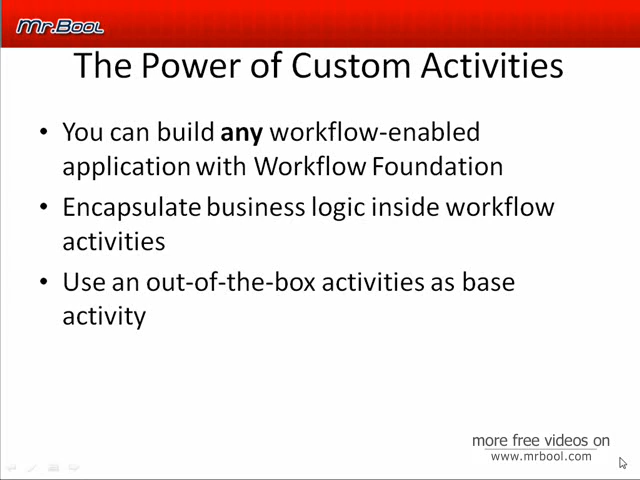 Mr.Bool
The Power of Custom Activities
• You can build any workflow-enabled
application with Workflow Foundation
• Encapsulate business logic inside workflow
activities
• Use an out-of-the-box activities as base
activity
more free videos on
www.mrbool.com